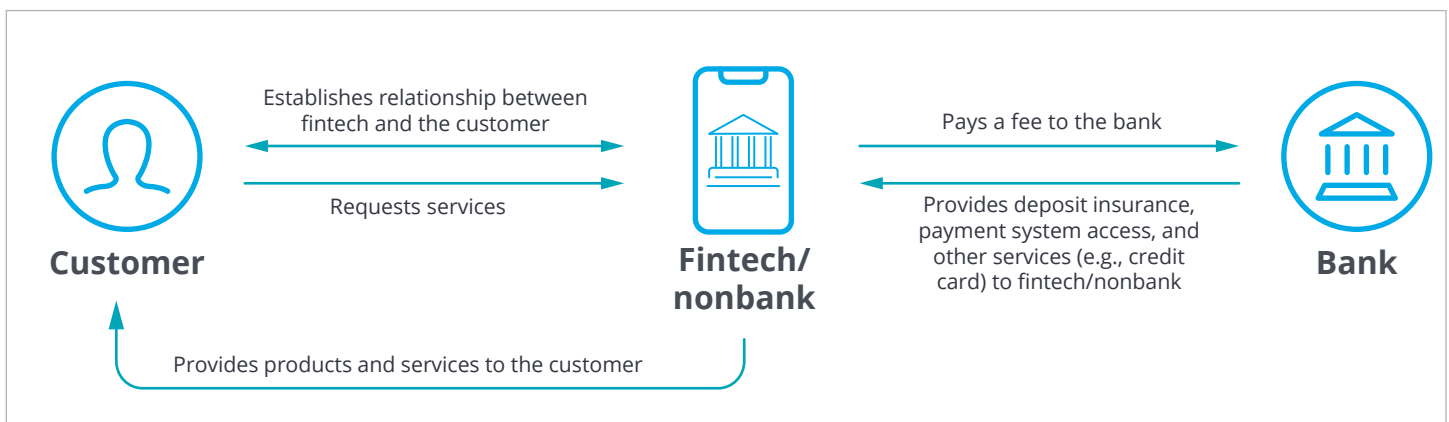 Establishes relationship between
fintech and the customer
Requests services
Pays a fee to the bank
Provides deposit insurance,
payment system access, and
other services (e.g., credit
card) to fintech/nonbank
Customer
Fintech/
nonbank
Bank
Provides products and services to the customer